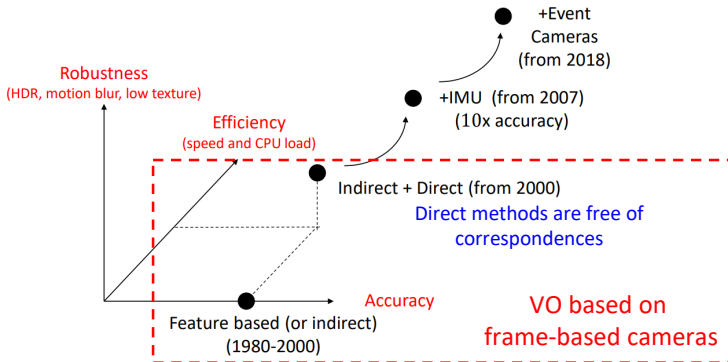 +Event
Cameras
(from 2018)
Robustness
(HDR, motion blur, low texture)
+IMU (from 2007)
(10x accuracy)
Efficiency
(speed and CPU load)
Indirect + Direct (from 2000)
Direct methods are free of
correspondences
Accuracy
Feature based (or indirect)
(1980-2000)
VO based on
frame-based cameras